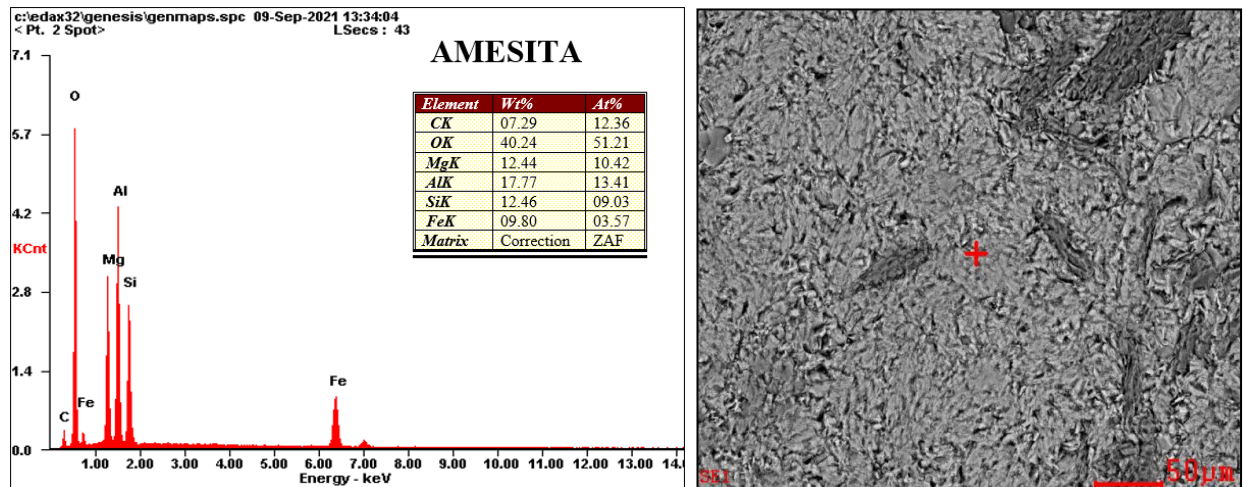 c:\edax32\genesis\genmaps.spc 09-Sep-2021 13:34:04
< Pt. 2 Spot>
LSecs : 43
AMESITA
Element Wt% At%
CK 07.29 12.36
OK 40.24 51.21
MgK 12.44 10.42
AlK 17.77 13.41
SiK 12.46 09.03
FeK 09.80 03.57
Matrix Correction ZAF
7.1
5.7
4.2
KCnt
2.8
1.4
0.0
O
Al
Mg
Si
Fe
C
Fe
1.00 2.00 3.00 4.00 5.00 6.00 7.00 8.00 9.00 10.00 11.00 12.00 13.00 14.
Energy - keV
SEI
50µm